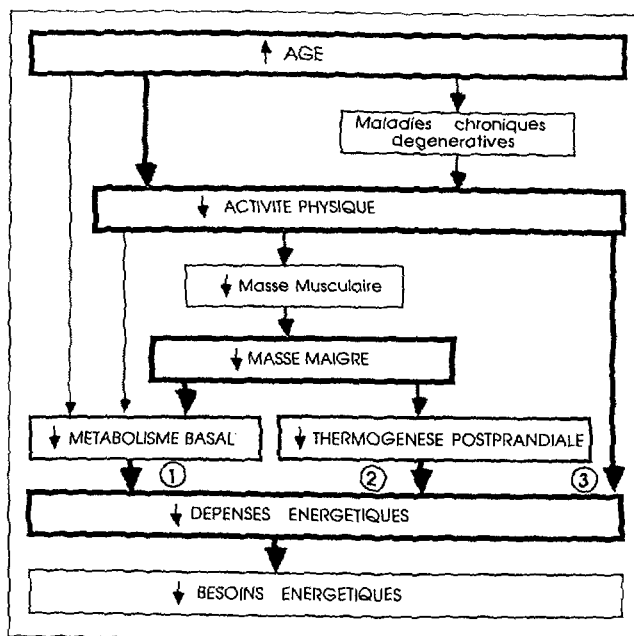 ↑ AGE
Maladies chroniques
degeneratives
↓ ACTIVITE PHYSIQUE
↓ Masse Musculaire
↓ MASSE MAIGRE
↓ METABOLISME BASAL
↓ THERMOGENESE POSTPRANDIALE
① ② ③
↓ DEPENSES ENERGETIQUES
↓ BESOINS ENERGETIQUES